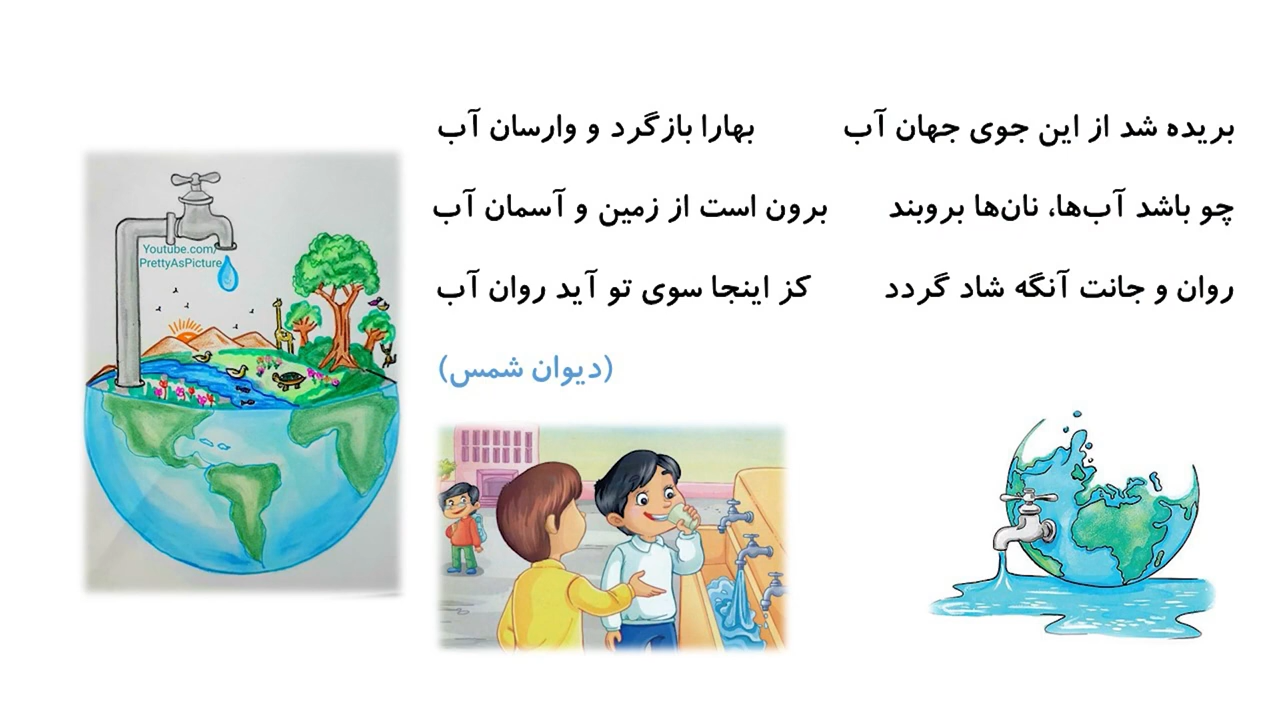 بریده شد از این جوی جهان آب بهارا بازگرد و وارسان آب
چو باشد آب‌ها، نان‌ها بروبند برون است از زمین و آسمان آب
روان و جانت آنگه شاد گردد کز اینجا سوی تو آید روان آب
(دیوان شمس)
Youtube.com/
PrettyAsPicture